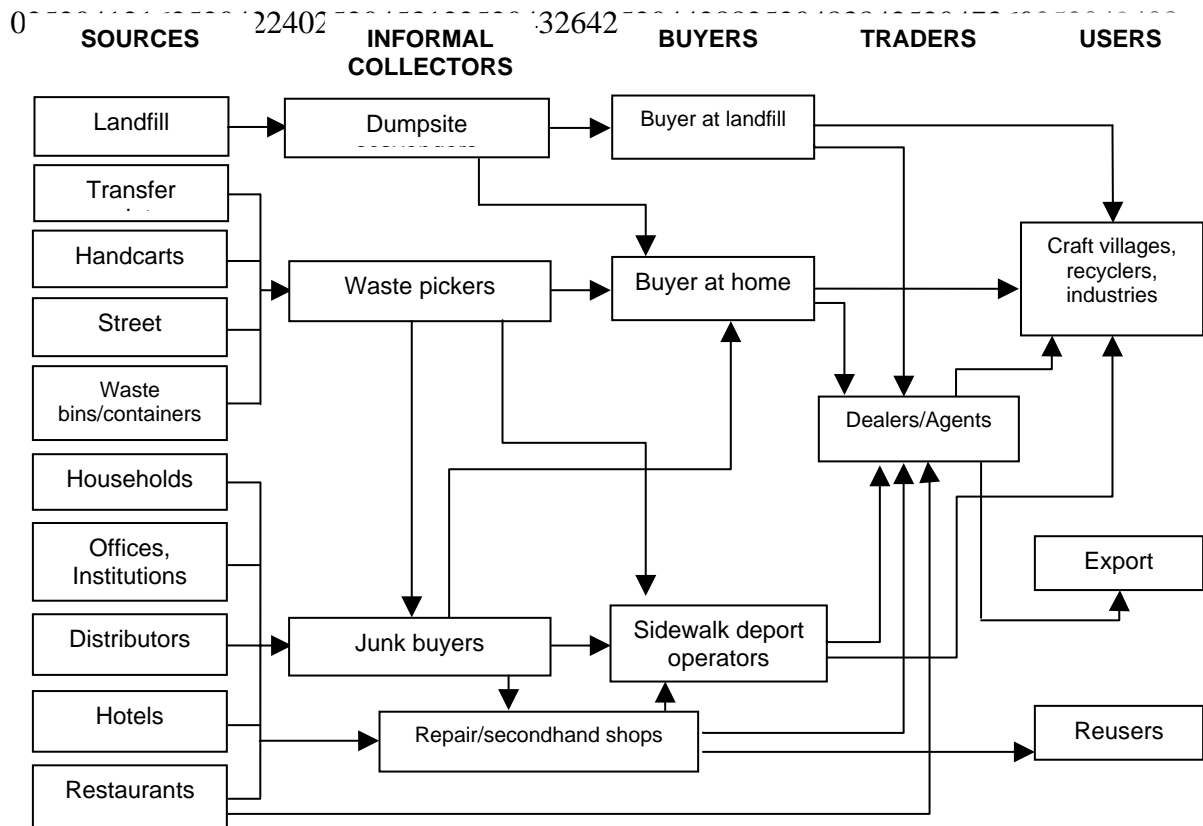 SOURCES
INFORMAL
COLLECTORS
BUYERS
TRADERS
USERS
Landfill
Dumpsite
Buyer at landfill
Transfer
Handcarts
Waste pickers
Buyer at home
Craft villages,
recyclers,
industries
Street
Waste
bins/containers
Dealers/Agents
Households
Offices,
Institutions
Export
Distributors
Junk buyers
Sidewalk deport
operators
Hotels
Repair/secondhand shops
Reusers
Restaurants